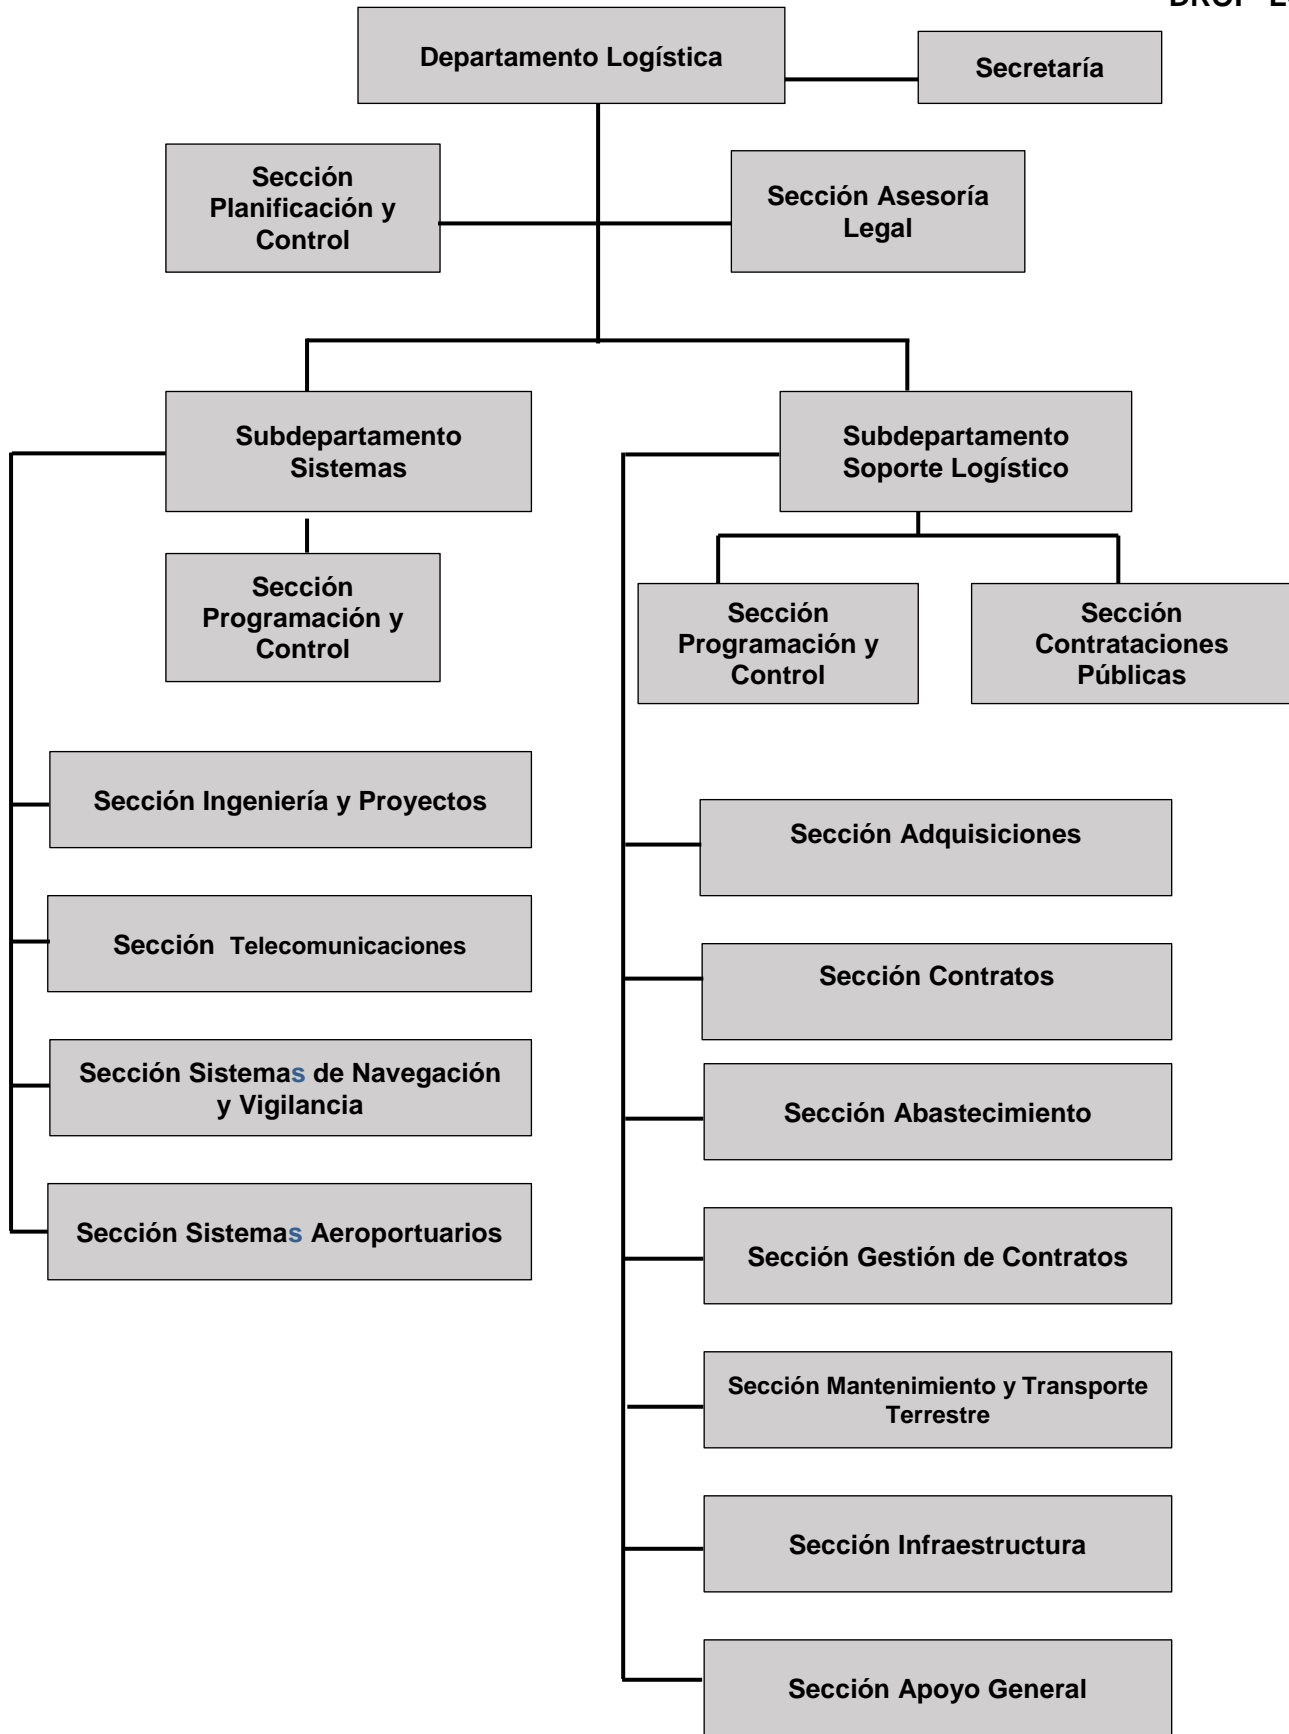 Departamento Logística
Secretaría
Sección
Planificación y
Control
Sección Asesoría
Legal
Subdepartamento
Sistemas
Subdepartamento
Soporte Logístico
Sección
Programación y
Control
Sección
Programación y
Control
Sección
Contrataciones
Públicas
Sección Ingeniería y Proyectos
Sección Telecomunicaciones
Sección Sistemas de Navegación
y Vigilancia
Sección Sistemas Aeroportuarios
Sección Adquisiciones
Sección Contratos
Sección Abastecimiento
Sección Gestión de Contratos
Sección Mantenimiento y Transporte
Terrestre
Sección Infraestructura
Sección Apoyo General